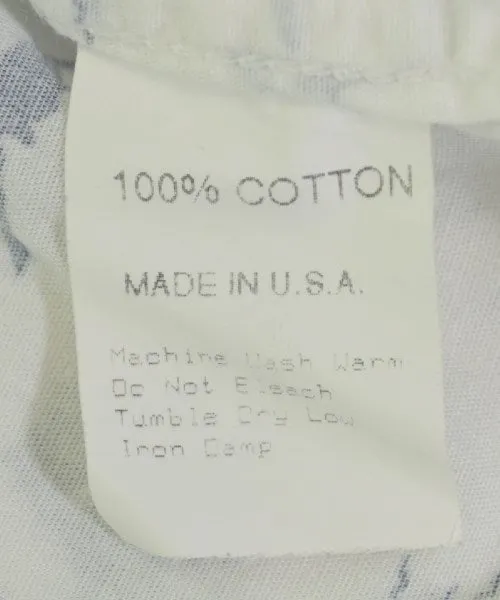 100% COTTON
MADE IN U.S.A.
Machine Wash Warm
Do Not Bleach
Tumble Dry Low
Iron Damp